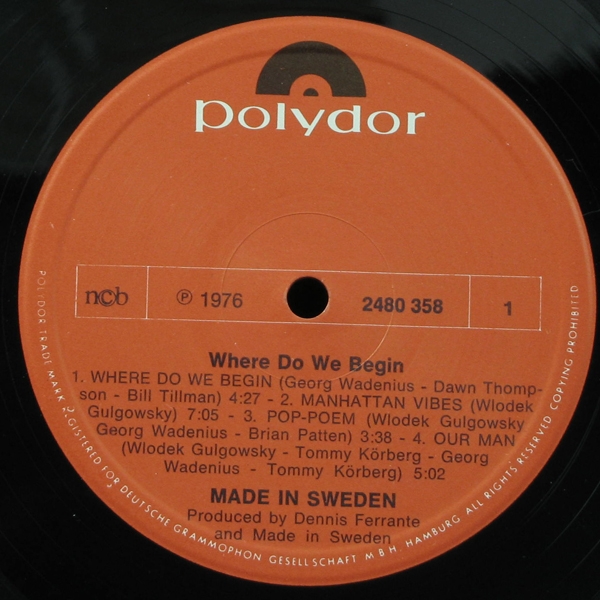 polydor
ncb ℗ 1976 2480 358 1
Where Do We Begin
1. WHERE DO WE BEGIN (Georg Wadenius - Dawn Thomp-
son - Bill Tillman) 4:27 - 2. MANHATTAN VIBES (Wlodek
Gulgowsky) 7:05 - 3. POP-POEM (Wlodek Gulgowsky
Georg Wadenius - Brian Patten) 3:38 - 4. OUR MAN
(Wlodek Gulgowsky - Tommy Körberg - Georg
Wadenius - Tommy Körberg) 5:02
MADE IN SWEDEN
Produced by Dennis Ferrante
and Made in Sweden
POLYDOR TRADE MARK REGISTERED FOR DEUTSCHE GRAMMOPHON GESELLSCHAFT M B H. HAMBURG ALL RIGHTS RESERVED COPYING PROHIBITED